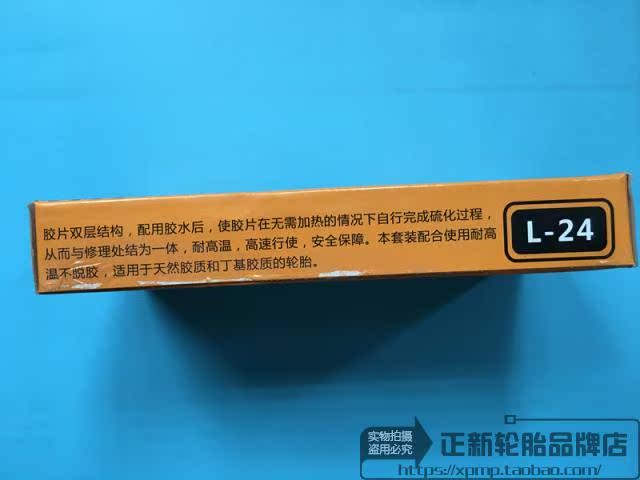 胶片双层结构，配用胶水后，使胶片在无需加热的情况下自行完成硫化过程，
从而与修理处结为一体，耐高温，高速行使，安全保障。本套装配合使用耐高
温不脱胶，适用于天然胶质和丁基胶质的轮胎。
L-24
实物拍摄
盗用必究
正新轮胎品牌店
https://xpmp.taobao.com/